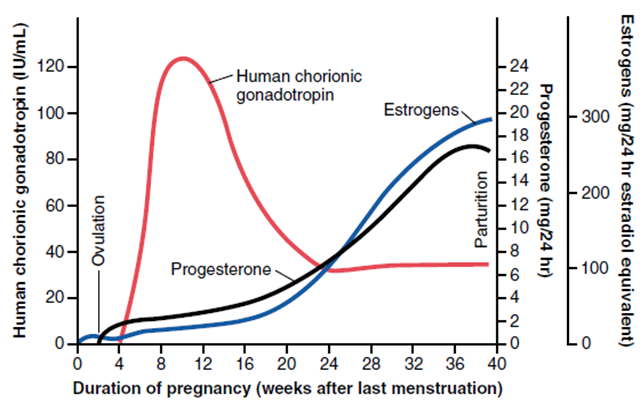 Human chorionic gonadotropin (IU/mL)
120
100
80
60
40
20
0
Ovulation
Human chorionic
gonadotropin
Estrogens
Progesterone
Parturition
24
22
20
18
16
14
12
10
8
6
4
2
0
Progesterone (mg/24 hr)
300
200
100
0
Estrogens (mg/24 hr estradiol equivalent)
0 4 8 12 16 20 24 28 32 36 40
Duration of pregnancy (weeks after last menstruation)